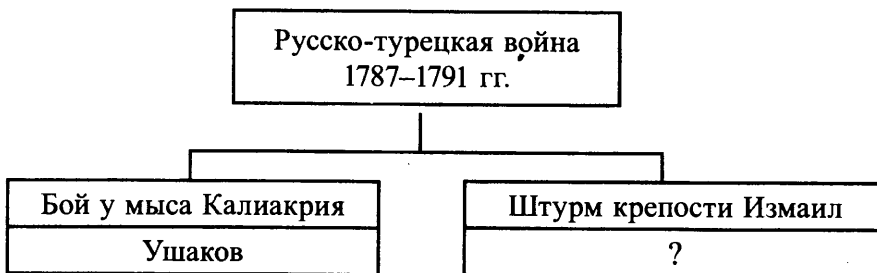 Русско-турецкая война
1787–1791 гг.
Бой у мыса Калиакрия
Штурм крепости Измаил
Ушаков
?